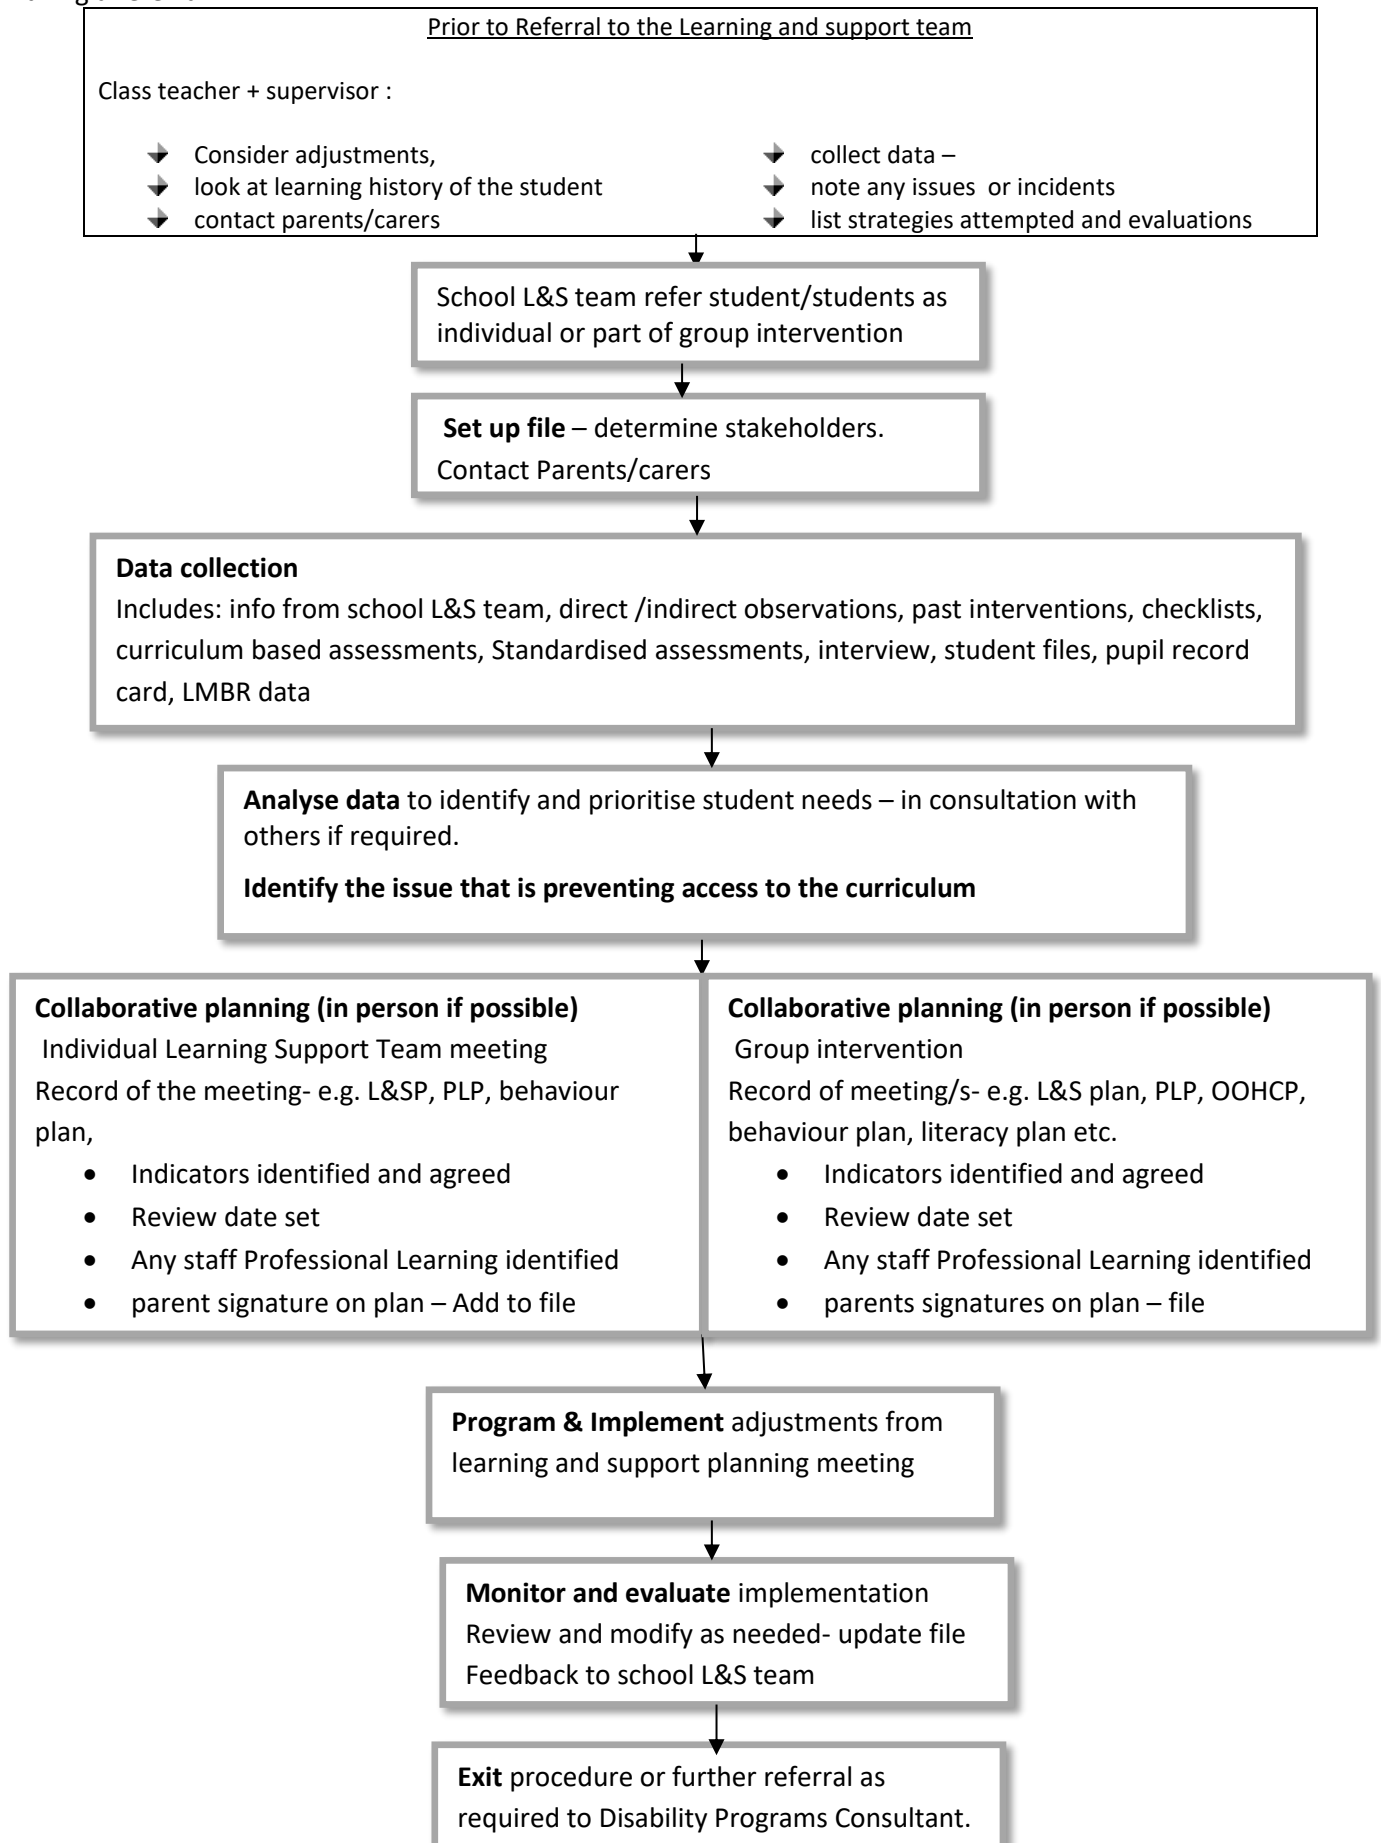 Prior to Referral to the Learning and support team
Class teacher + supervisor :
Consider adjustments,
look at learning history of the student
contact parents/carers
collect data –
note any issues or incidents
list strategies attempted and evaluations
School L&S team refer student/students as
individual or part of group intervention
Set up file – determine stakeholders.
Contact Parents/carers
Data collection
Includes: info from school L&S team, direct /indirect observations, past interventions, checklists,
curriculum based assessments, Standardised assessments, interview, student files, pupil record
card, LMBR data
Analyse data to identify and prioritise student needs – in consultation with
others if required.
Identify the issue that is preventing access to the curriculum
Collaborative planning (in person if possible)
Individual Learning Support Team meeting
Record of the meeting- e.g. L&SP, PLP, behaviour
plan,
• Indicators identified and agreed
• Review date set
• Any staff Professional Learning identified
• parent signature on plan – Add to file
Collaborative planning (in person if possible)
Group intervention
Record of meeting/s- e.g. L&S plan, PLP, OOHCP,
behaviour plan, literacy plan etc.
• Indicators identified and agreed
• Review date set
• Any staff Professional Learning identified
• parents signatures on plan – file
Program & Implement adjustments from
learning and support planning meeting
Monitor and evaluate implementation
Review and modify as needed- update file
Feedback to school L&S team
Exit procedure or further referral as
required to Disability Programs Consultant.